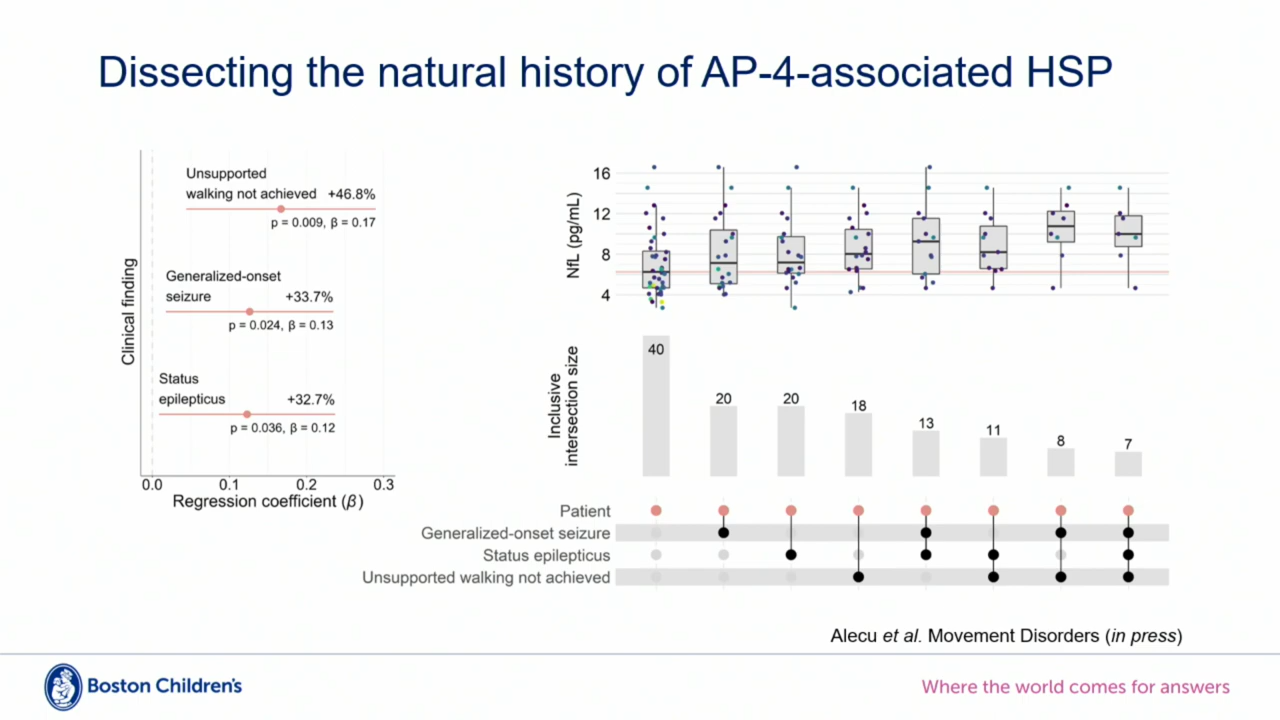 Dissecting the natural history of AP-4-associated HSP
Clinical finding
Unsupported
walking not achieved +46.8%
p = 0.009, β = 0.17
Generalized-onset
seizure +33.7%
p = 0.024, β = 0.13
Status
epilepticus +32.7%
p = 0.036, β = 0.12
0.0 0.1 0.2 0.3
Regression coefficient (β)
NfL (pg/mL)
16
12
8
4
Inclusive
intersection size
40 20 20 18 13 11 8 7
Patient
Generalized-onset seizure
Status epilepticus
Unsupported walking not achieved
Alecu et al. Movement Disorders (in press)
Boston Children's
Where the world comes for answers